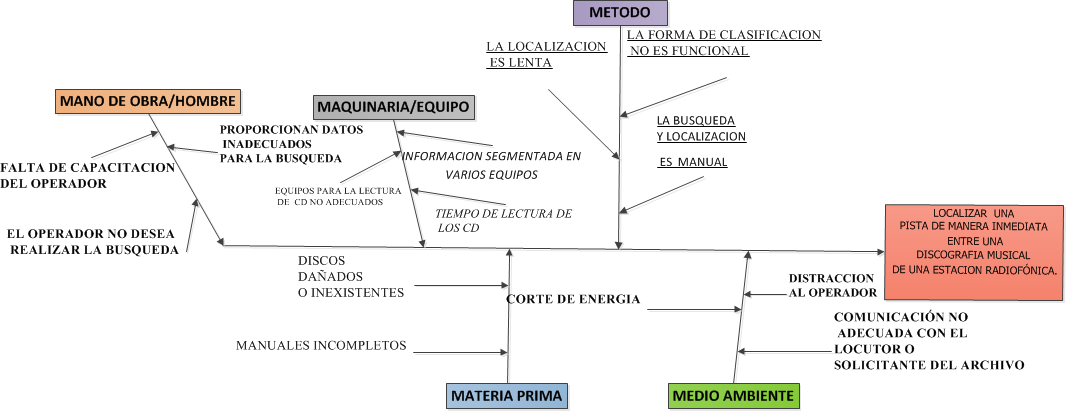 METODO
LA LOCALIZACION
ES LENTA
LA FORMA DE CLASIFICACION
NO ES FUNCIONAL
MANO DE OBRA/HOMBRE
MAQUINARIA/EQUIPO
PROPORCIONAN DATOS
INADECUADOS
PARA LA BUSQUEDA
LA BUSQUEDA
Y LOCALIZACION
ES MANUAL
FALTA DE CAPACITACION
DEL OPERADOR
INFORMACION SEGMENTADA EN
VARIOS EQUIPOS
EQUIPOS PARA LA LECTURA
DE CD NO ADECUADOS
TIEMPO DE LECTURA DE
LOS CD
EL OPERADOR NO DESEA
REALIZAR LA BUSQUEDA
LOCALIZAR UNA
PISTA DE MANERA INMEDIATA
ENTRE UNA
DISCOGRAFIA MUSICAL
DE UNA ESTACION RADIOFÓNICA.
DISCOS
DAÑADOS
O INEXISTENTES
CORTE DE ENERGIA
DISTRACCION
AL OPERADOR
MANUALES INCOMPLETOS
COMUNICACIÓN NO
ADECUADA CON EL
LOCUTOR O
SOLICITANTE DEL ARCHIVO
MATERIA PRIMA
MEDIO AMBIENTE